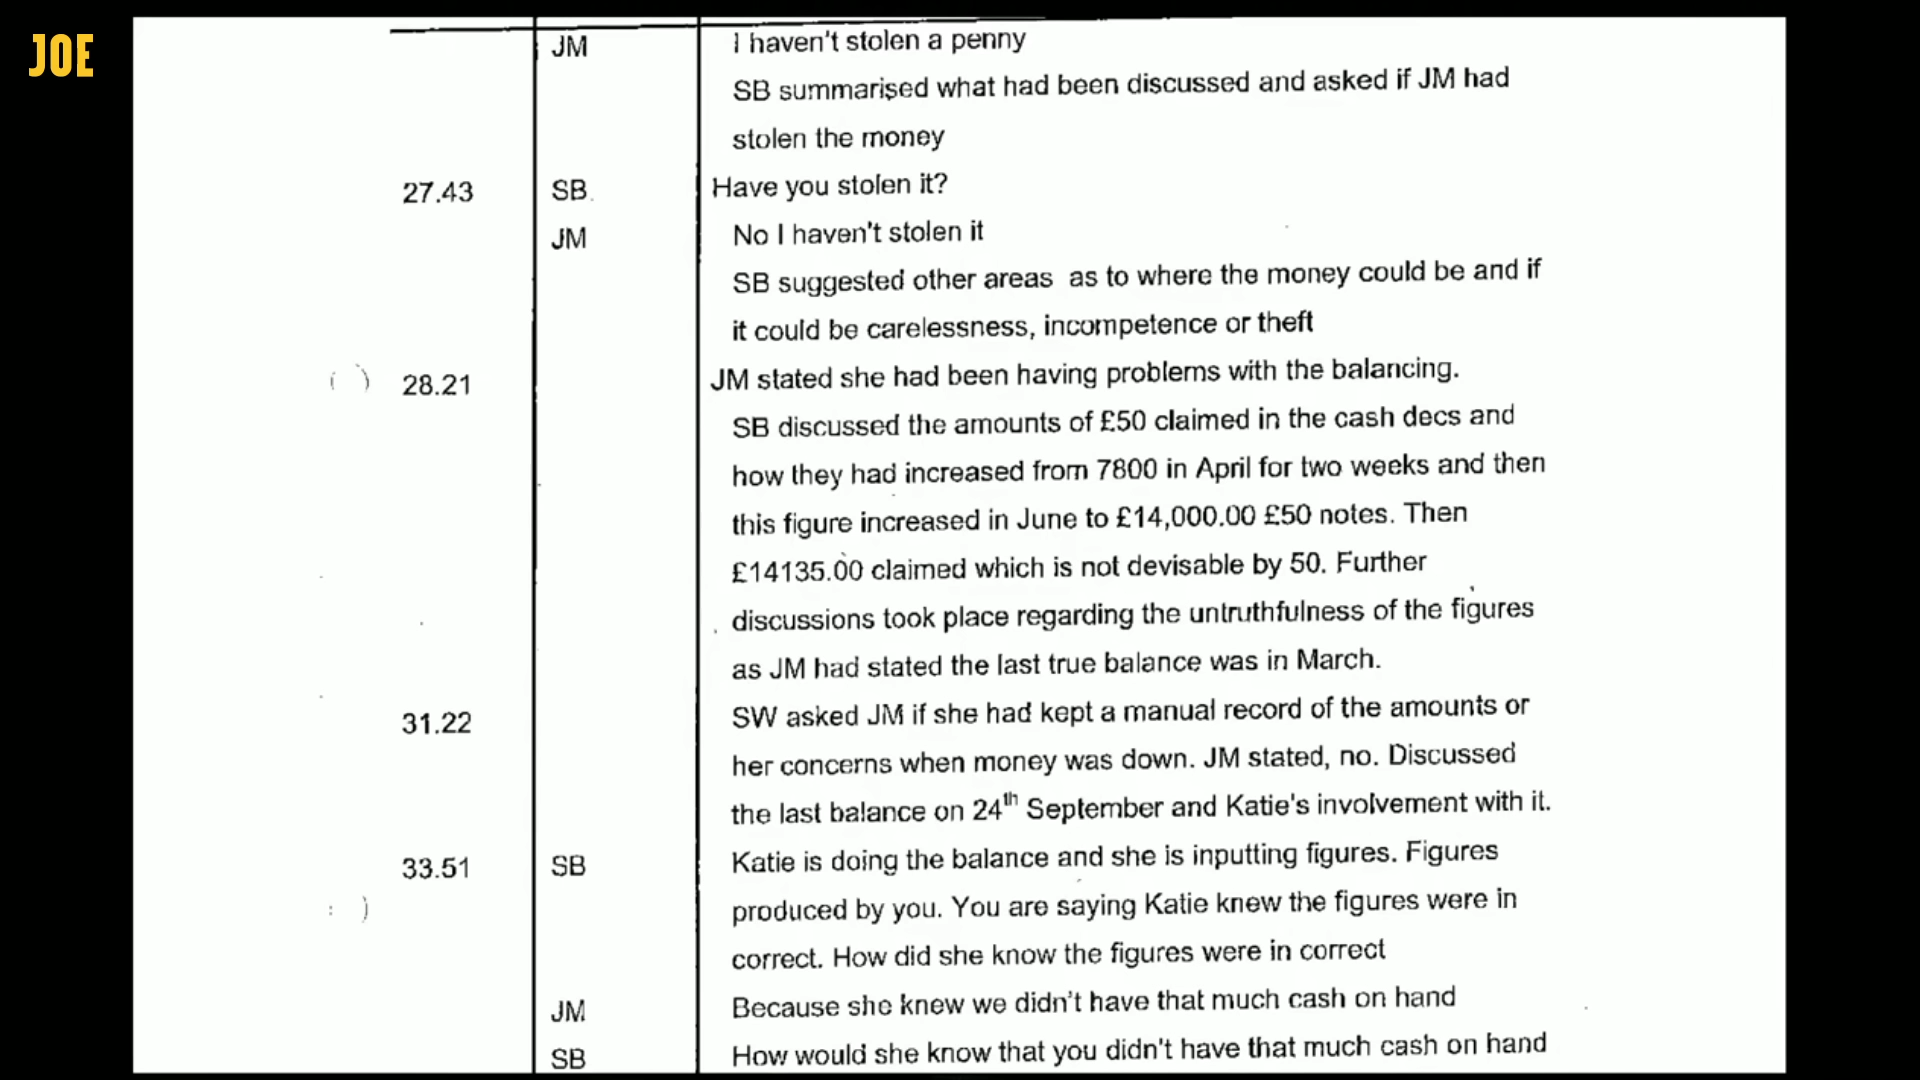 JOE
JM I haven't stolen a penny
SB summarised what had been discussed and asked if JM had
stolen the money
27.43 SB. Have you stolen it?
JM No I haven't stolen it
SB suggested other areas as to where the money could be and if
it could be carelessness, incompetence or theft
( ) 28.21 JM stated she had been having problems with the balancing.
SB discussed the amounts of £50 claimed in the cash decs and
how they had increased from 7800 in April for two weeks and then
this figure increased in June to £14,000.00 £50 notes. Then
£14135.00 claimed which is not devisable by 50. Further
discussions took place regarding the untruthfulness of the figures
as JM had stated the last true balance was in March.
31.22 SW asked JM if she had kept a manual record of the amounts or
her concerns when money was down. JM stated, no. Discussed
the last balance on 24th September and Katie's involvement with it.
33.51 SB Katie is doing the balance and she is inputting figures. Figures
produced by you. You are saying Katie knew the figures were in
correct. How did she know the figures were in correct
JM Because she knew we didn't have that much cash on hand
SB How would she know that you didn't have that much cash on hand